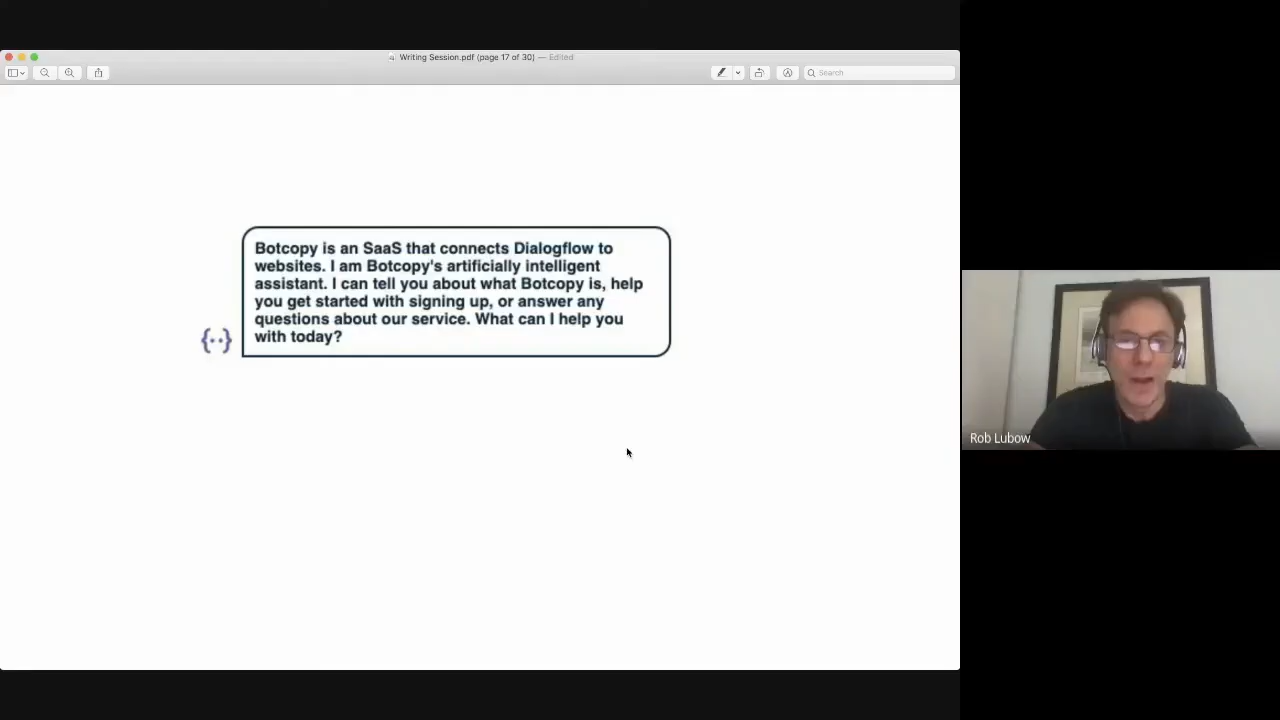 Writing Session.pdf (page 17 of 30) — Edited
Search
Botcopy is an SaaS that connects Dialogflow to
websites. I am Botcopy's artificially intelligent
assistant. I can tell you about what Botcopy is, help
you get started with signing up, or answer any
questions about our service. What can I help you
with today?
{··}
Rob Lubow